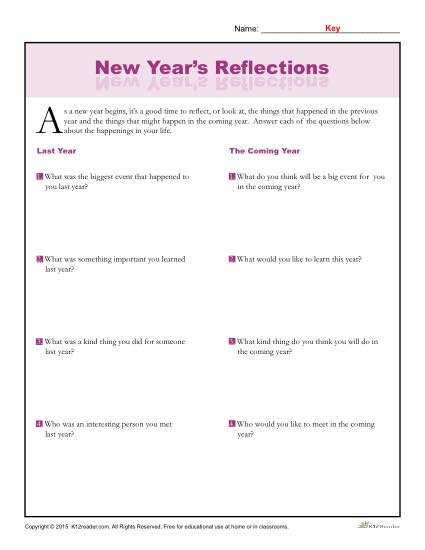 Name: Key
New Year's Reflections
As a new year begins, it's a good time to reflect, or look at, the things that happened in the previous
year and the things that might happen in the coming year. Answer each of the questions below
about the happenings in your life.
Last Year
1. What was the biggest event that happened to
you last year?
2. What was something important you learned
last year?
3. What was a kind thing you did for someone
last year?
4. Who was an interesting person you met
last year?
The Coming Year
1. What do you think will be a big event for you
in the coming year?
2. What would you like to learn this year?
3. What kind thing do you think you will do in
the coming year?
4. Who would you like to meet in the coming
year?
Copyright © 2015 K12reader.com. All Rights Reserved. Free for educational use at home or in classrooms.
K12Reader